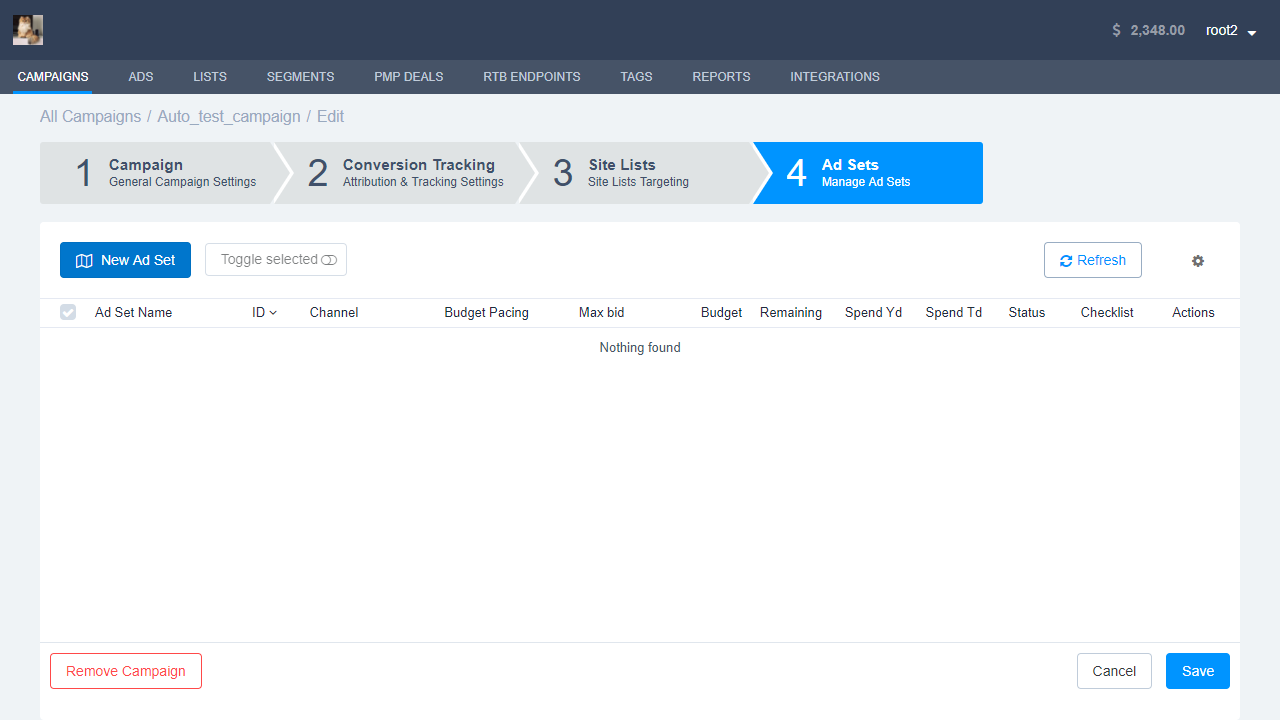 $ 2,348.00 root2
CAMPAIGNS ADS LISTS SEGMENTS PMP DEALS RTB ENDPOINTS TAGS REPORTS INTEGRATIONS
All Campaigns / Auto_test_campaign / Edit
1 Campaign
General Campaign Settings
2 Conversion Tracking
Attribution & Tracking Settings
3 Site Lists
Site Lists Targeting
4 Ad Sets
Manage Ad Sets
New Ad Set Toggle selected Refresh
Ad Set Name ID Channel Budget Pacing Max bid Budget Remaining Spend Yd Spend Td Status Checklist Actions
Nothing found
Remove Campaign Cancel Save